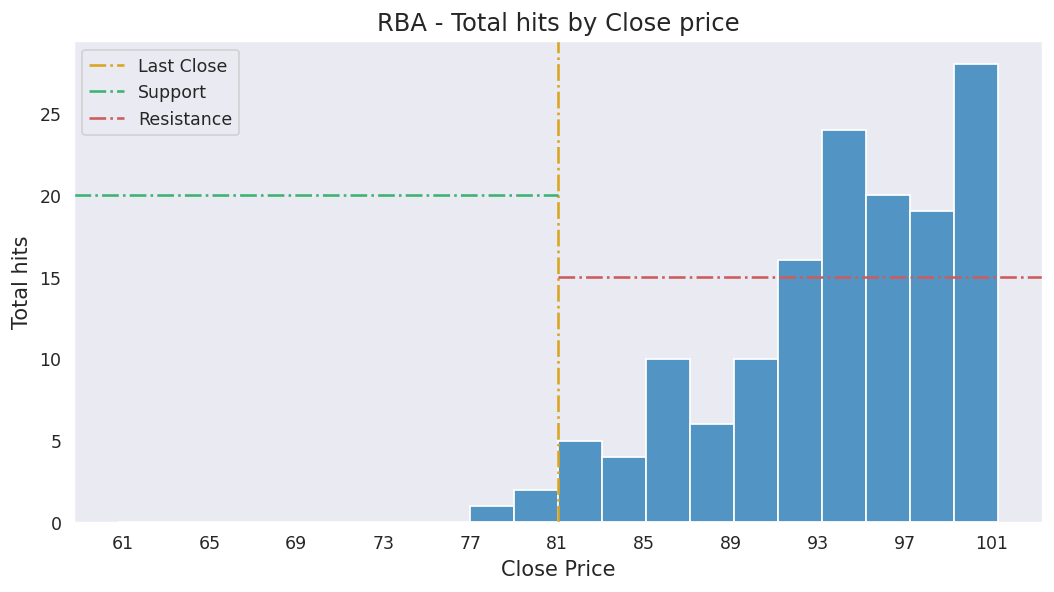 RBA - Total hits by Close price
Last Close
Support
Resistance
Total hits
25
20
15
10
5
0
61 65 69 73 77 81 85 89 93 97 101
Close Price